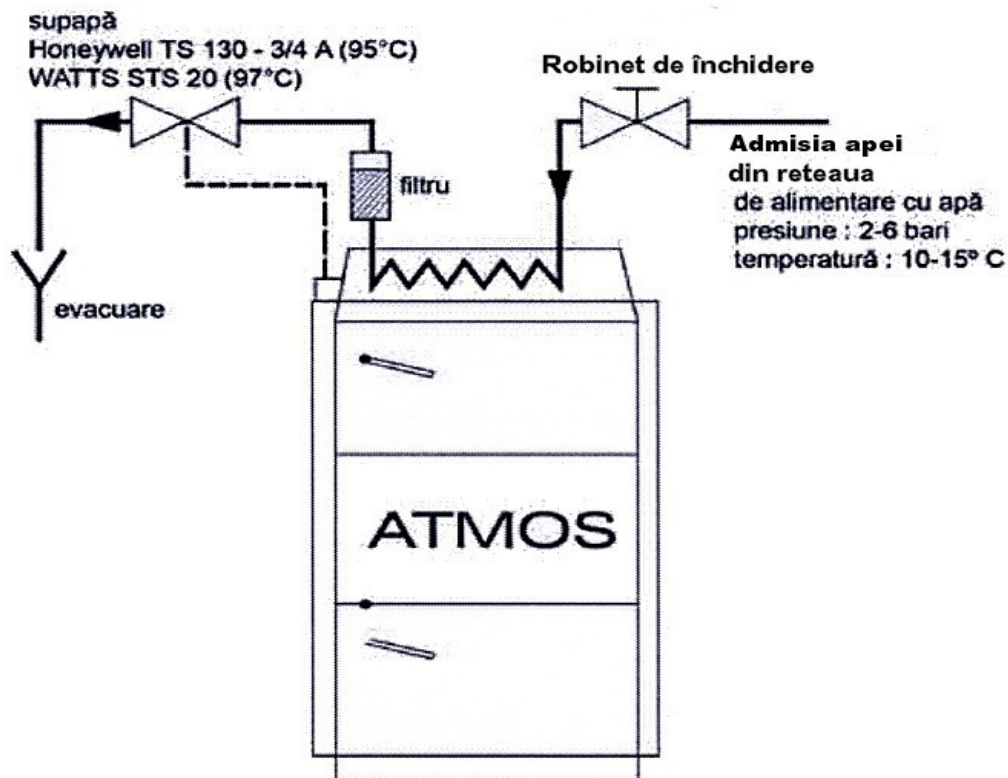 supapă
Honeywell TS 130 - 3/4 A (95°C)
WATTS STS 20 (97°C)
Robinet de închidere
Admisia apei
din reteaua
de alimentare cu apă
presiune : 2-6 bari
temperatură : 10-15º C
filtru
evacuare
ATMOS